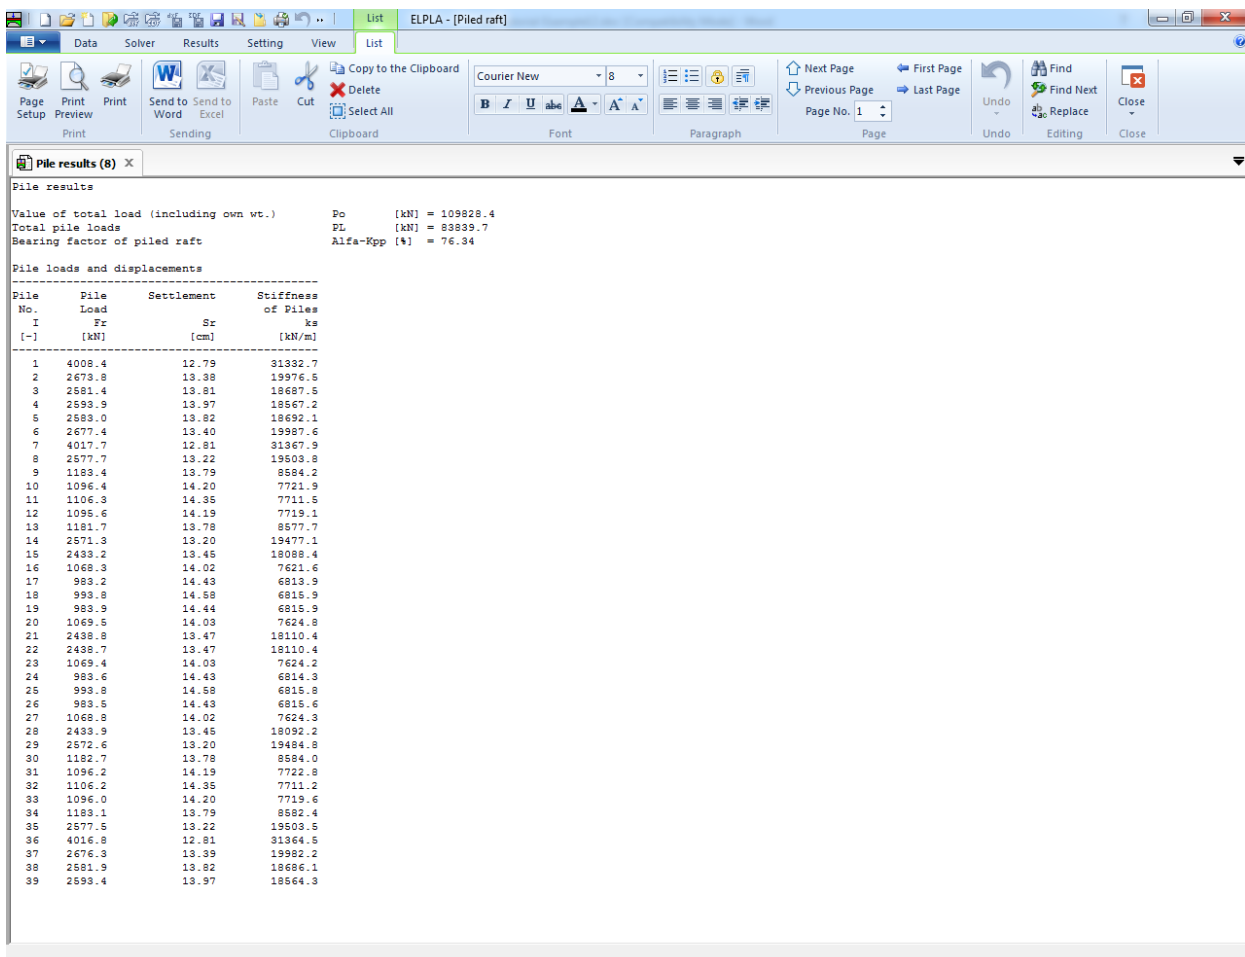 List ELPLA - [Piled raft]
Data Solver Results Setting View List
Page Setup Print Preview Print Send to Word Send to Excel Paste Cut Copy to the Clipboard Delete Select All Courier New 8 B I U abc A A A Next Page Previous Page Page No. 1 First Page Last Page Undo Find Find Next Replace Close
Print Sending Clipboard Font Paragraph Page Undo Editing Close
Pile results (8) X
Pile results
Value of total load (including own wt.) Po [kN] = 109828.4
Total pile loads PL [kN] = 83839.7
Bearing factor of piled raft Alfa-Kpp [%] = 76.34
Pile loads and displacements
Pile Pile Settlement Stiffness
No. Load of Piles
I Fr Sr ks
[-] [kN] [cm] [kN/m]
1 4008.4 12.79 31332.7
2 2673.8 13.38 19976.5
3 2581.4 13.81 18687.5
4 2593.9 13.97 18567.2
5 2583.0 13.82 18692.1
6 2677.4 13.40 19987.6
7 4017.7 12.81 31367.9
8 2577.7 13.22 19503.8
9 1183.4 13.79 8584.2
10 1096.4 14.20 7721.9
11 1106.3 14.35 7711.5
12 1095.6 14.19 7719.1
13 1181.7 13.78 8577.7
14 2571.3 13.20 19477.1
15 2433.2 13.45 18088.4
16 1068.3 14.02 7621.6
17 983.2 14.43 6813.9
18 993.8 14.58 6815.9
19 983.9 14.44 6815.9
20 1069.5 14.03 7624.8
21 2438.8 13.47 18110.4
22 2438.7 13.47 18110.4
23 1069.4 14.03 7624.2
24 983.6 14.43 6814.3
25 993.8 14.58 6815.8
26 983.5 14.43 6815.6
27 1068.8 14.02 7624.3
28 2433.9 13.45 18092.2
29 2572.6 13.20 19484.8
30 1182.7 13.78 8584.0
31 1096.2 14.19 7722.8
32 1106.2 14.35 7711.2
33 1096.0 14.20 7719.6
34 1183.1 13.79 8582.4
35 2577.5 13.22 19503.5
36 4016.8 12.81 31364.5
37 2676.3 13.39 19982.2
38 2581.9 13.82 18686.1
39 2593.4 13.97 18564.3